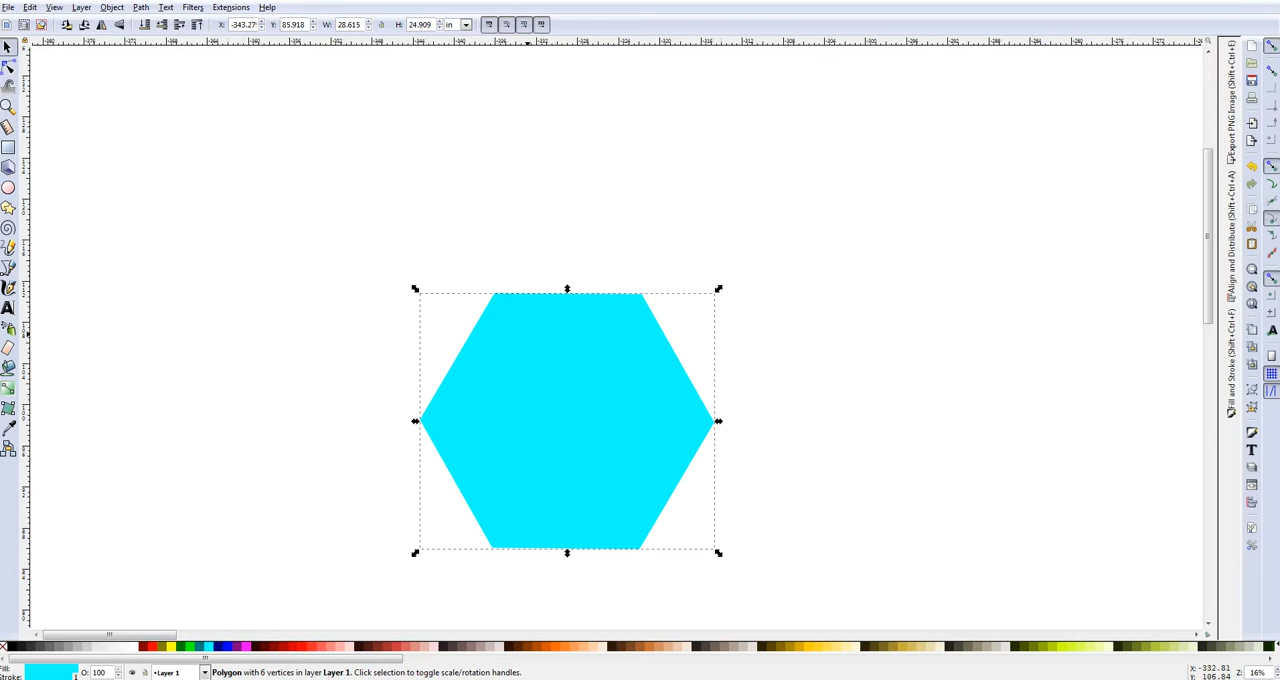 File Edit View Layer Object Path Text Filters Extensions Help
X: -343.27 Y: 85.918 W: 28.615 H: 24.909 in
Export PNG Image (Shift+Ctrl+E)
Align and Distribute (Shift+Ctrl+A)
Fill and Stroke (Shift+Ctrl+F)
Fill: O: 100 •Layer 1 Polygon with 6 vertices in layer Layer 1. Click selection to toggle scale/rotation handles. X: -332.81 Z: 16%
Stroke: 1 Y: 106.84